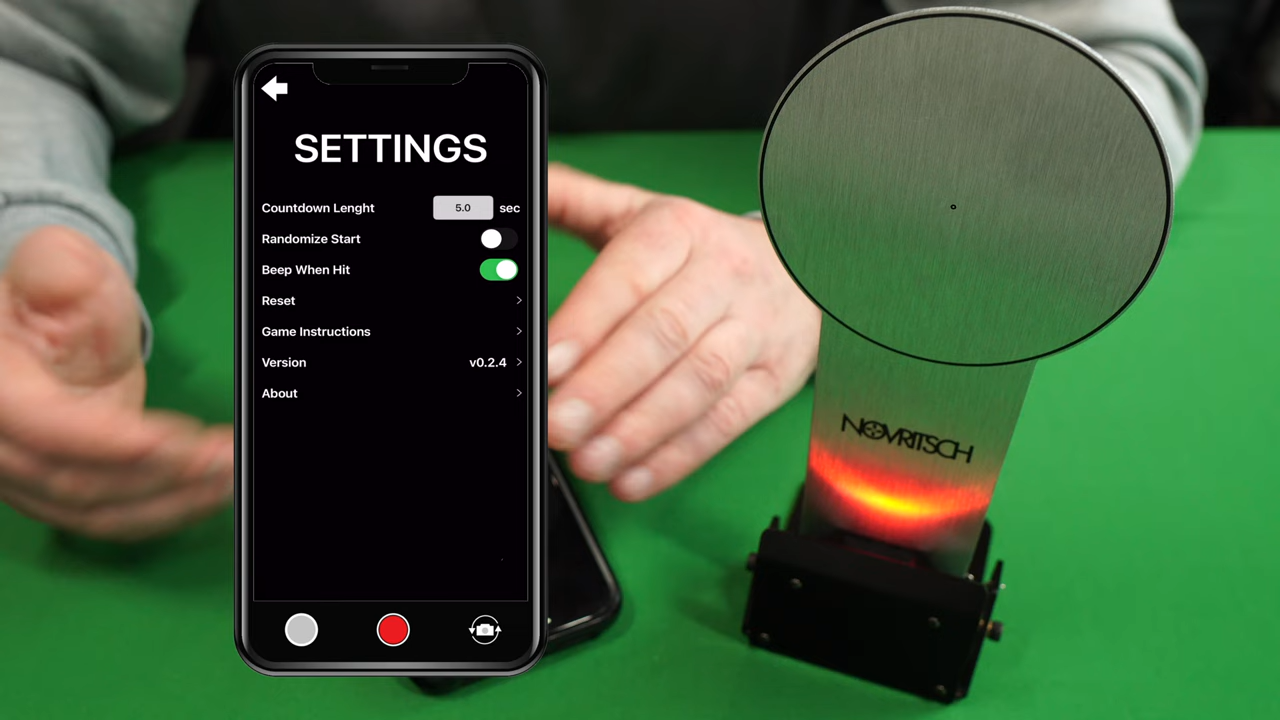 SETTINGS
Countdown Lenght 5.0 sec
Randomize Start
Beep When Hit
Reset >
Game Instructions >
Version v0.2.4 >
About >
NOVRITSCH